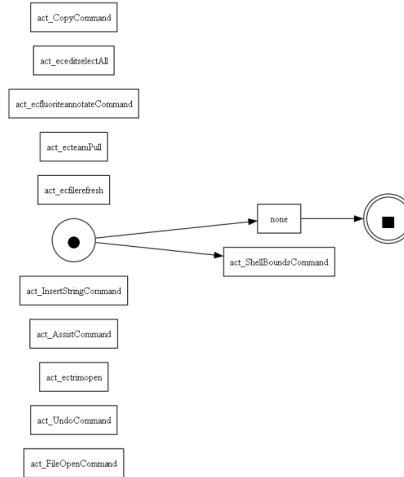 act_CopyCommand
act_eceditselectAll
act_ecfluoriteannotateCommand
act_ecteamPull
act_ecfilerefresh
none
act_ShellBoundsCommand
act_InsertStringCommand
act_AssistCommand
act_ectrimopen
act_UndoCommand
act_FileOpenCommand